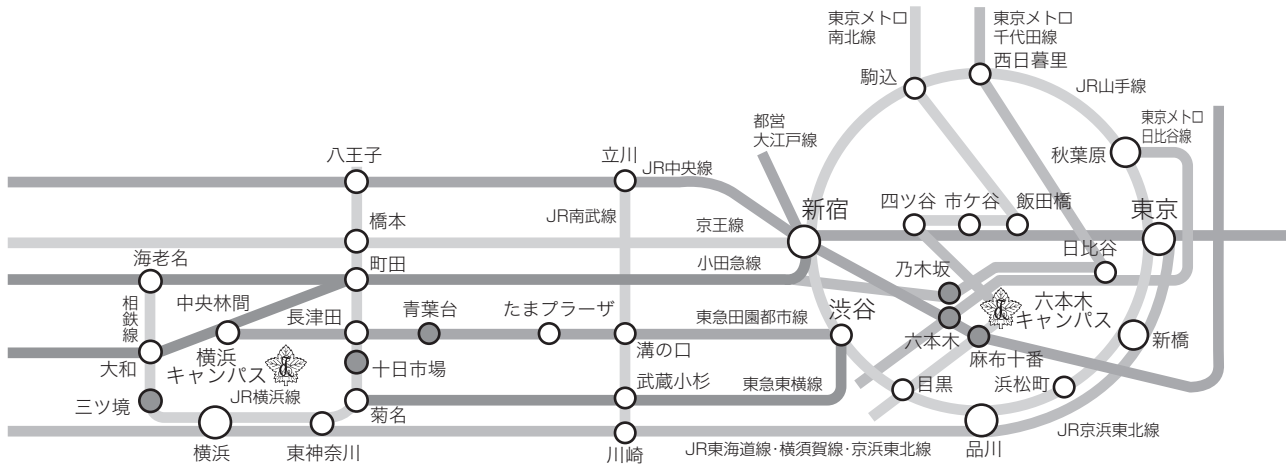 東京メトロ
南北線
東京メトロ
千代田線
西日暮里
駒込
JR山手線
東京メトロ
日比谷線
都営
大江戸線
秋葉原
八王子
立川
JR中央線
橋本
JR南武線
京王線
新宿
四ツ谷
市ケ谷
飯田橋
東京
海老名
町田
小田急線
乃木坂
日比谷
相鉄線
中央林間
長津田
青葉台
たまプラーザ
東急田園都市線
渋谷
六本木
キャンパス
大和
横浜
キャンパス
十日市場
溝の口
六本木
麻布十番
新橋
JR横浜線
武蔵小杉
東急東横線
目黒
浜松町
三ツ境
菊名
横浜
東神奈川
川崎
JR東海道線・横須賀線・京浜東北線
品川
JR京浜東北線